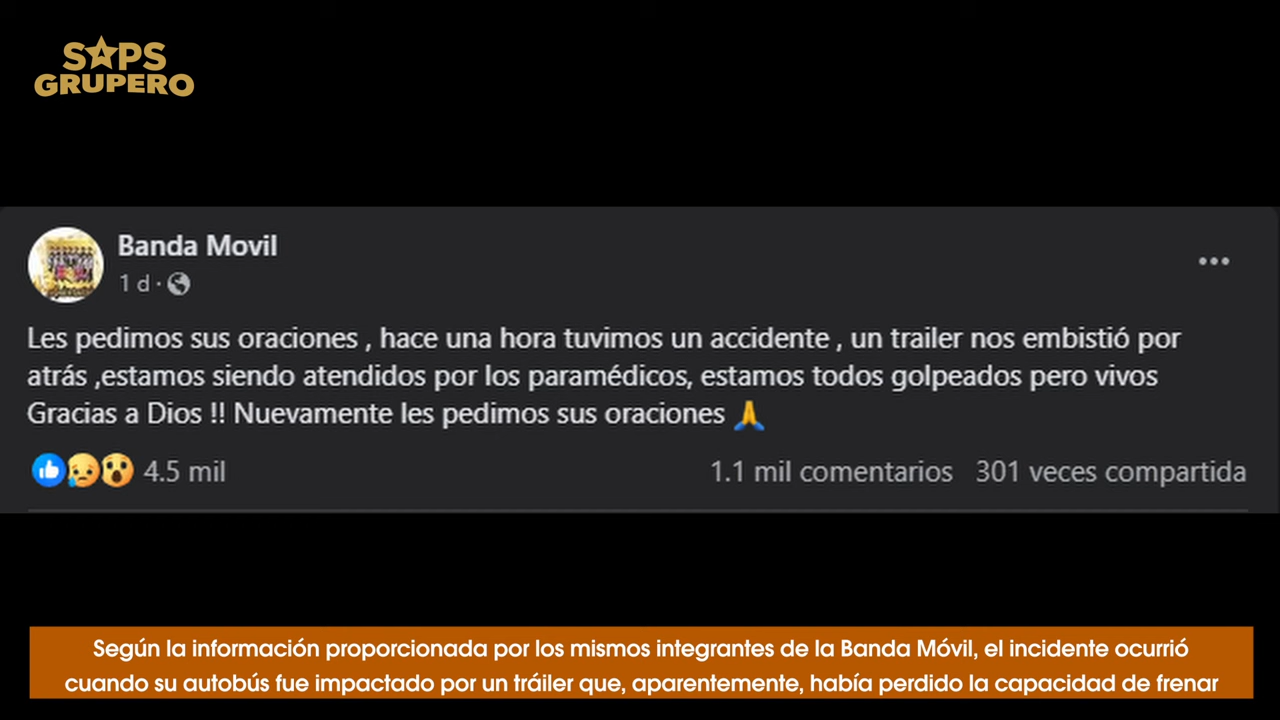 SAPS
GRUPERO
Banda Movil
1 d ·
Les pedimos sus oraciones , hace una hora tuvimos un accidente , un trailer nos embistió por
atrás ,estamos siendo atendidos por los paramédicos, estamos todos golpeados pero vivos
Gracias a Dios !! Nuevamente les pedimos sus oraciones 🙏
4.5 mil 1.1 mil comentarios 301 veces compartida
Según la información proporcionada por los mismos integrantes de la Banda Móvil, el incidente ocurrió
cuando su autobús fue impactado por un tráiler que, aparentemente, había perdido la capacidad de frenar